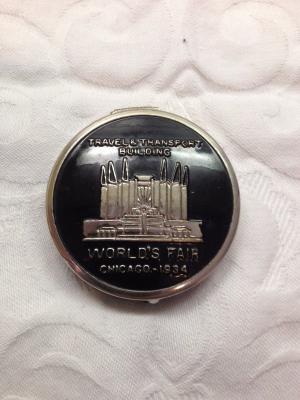 TRAVEL & TRANSPORT
BUILDING
WORLD'S FAIR
CHICAGO.-1934